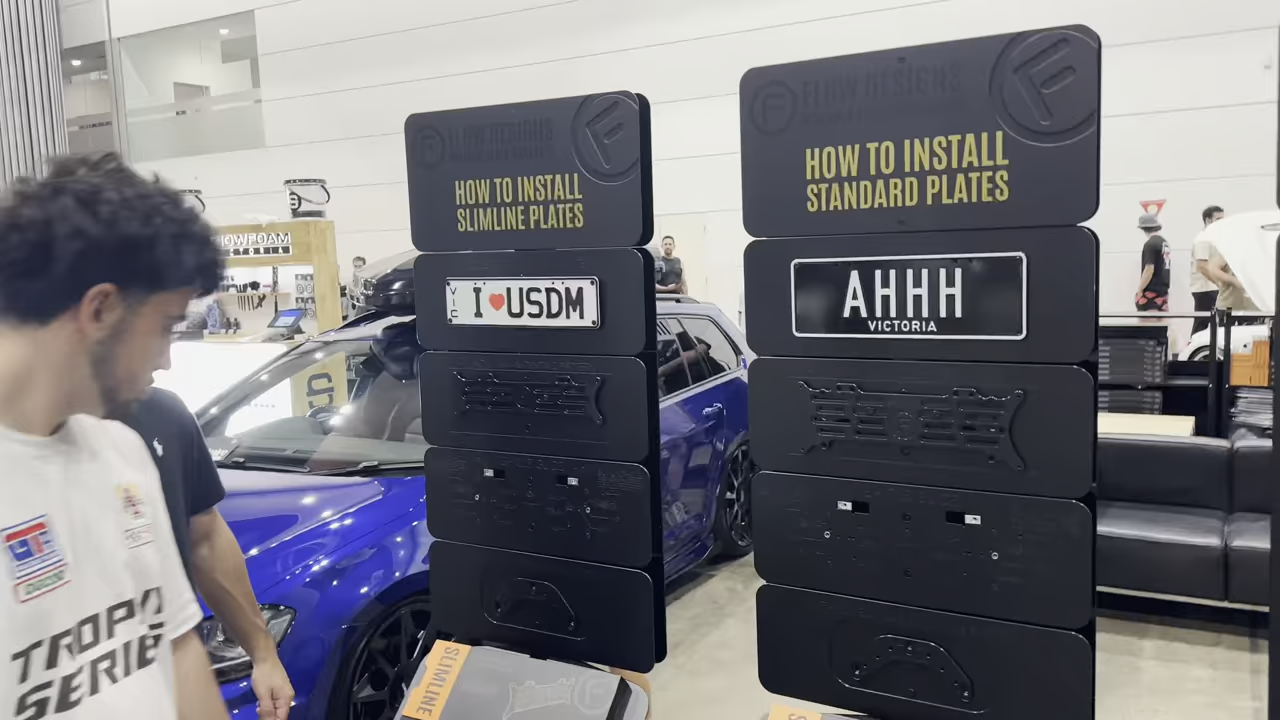 FLOW DESIGNS
HOW TO INSTALL
SLIMLINE PLATES
VIC
I ❤ USDM
SLIMLINE
FLOW DESIGNS
HOW TO INSTALL
STANDARD PLATES
AHHH
VICTORIA
TROPO
SERIE